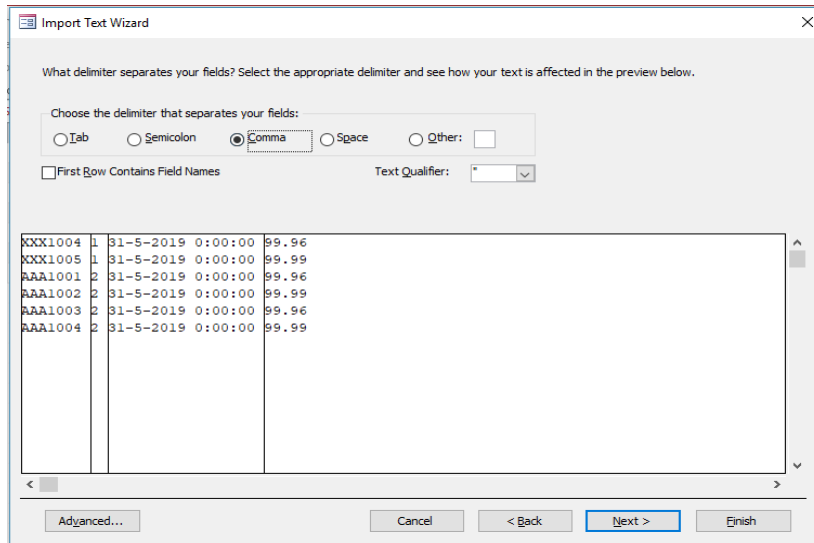 Import Text Wizard
What delimiter separates your fields? Select the appropriate delimiter and see how your text is affected in the preview below.
Choose the delimiter that separates your fields:
Tab Semicolon Comma Space Other:
First Row Contains Field Names Text Qualifier: "
XXX1004 1 31-5-2019 0:00:00 99.96
XXX1005 1 31-5-2019 0:00:00 99.99
AAA1001 2 31-5-2019 0:00:00 99.96
AAA1002 2 31-5-2019 0:00:00 99.99
AAA1003 2 31-5-2019 0:00:00 99.96
AAA1004 2 31-5-2019 0:00:00 99.99
Advanced... Cancel < Back Next > Finish